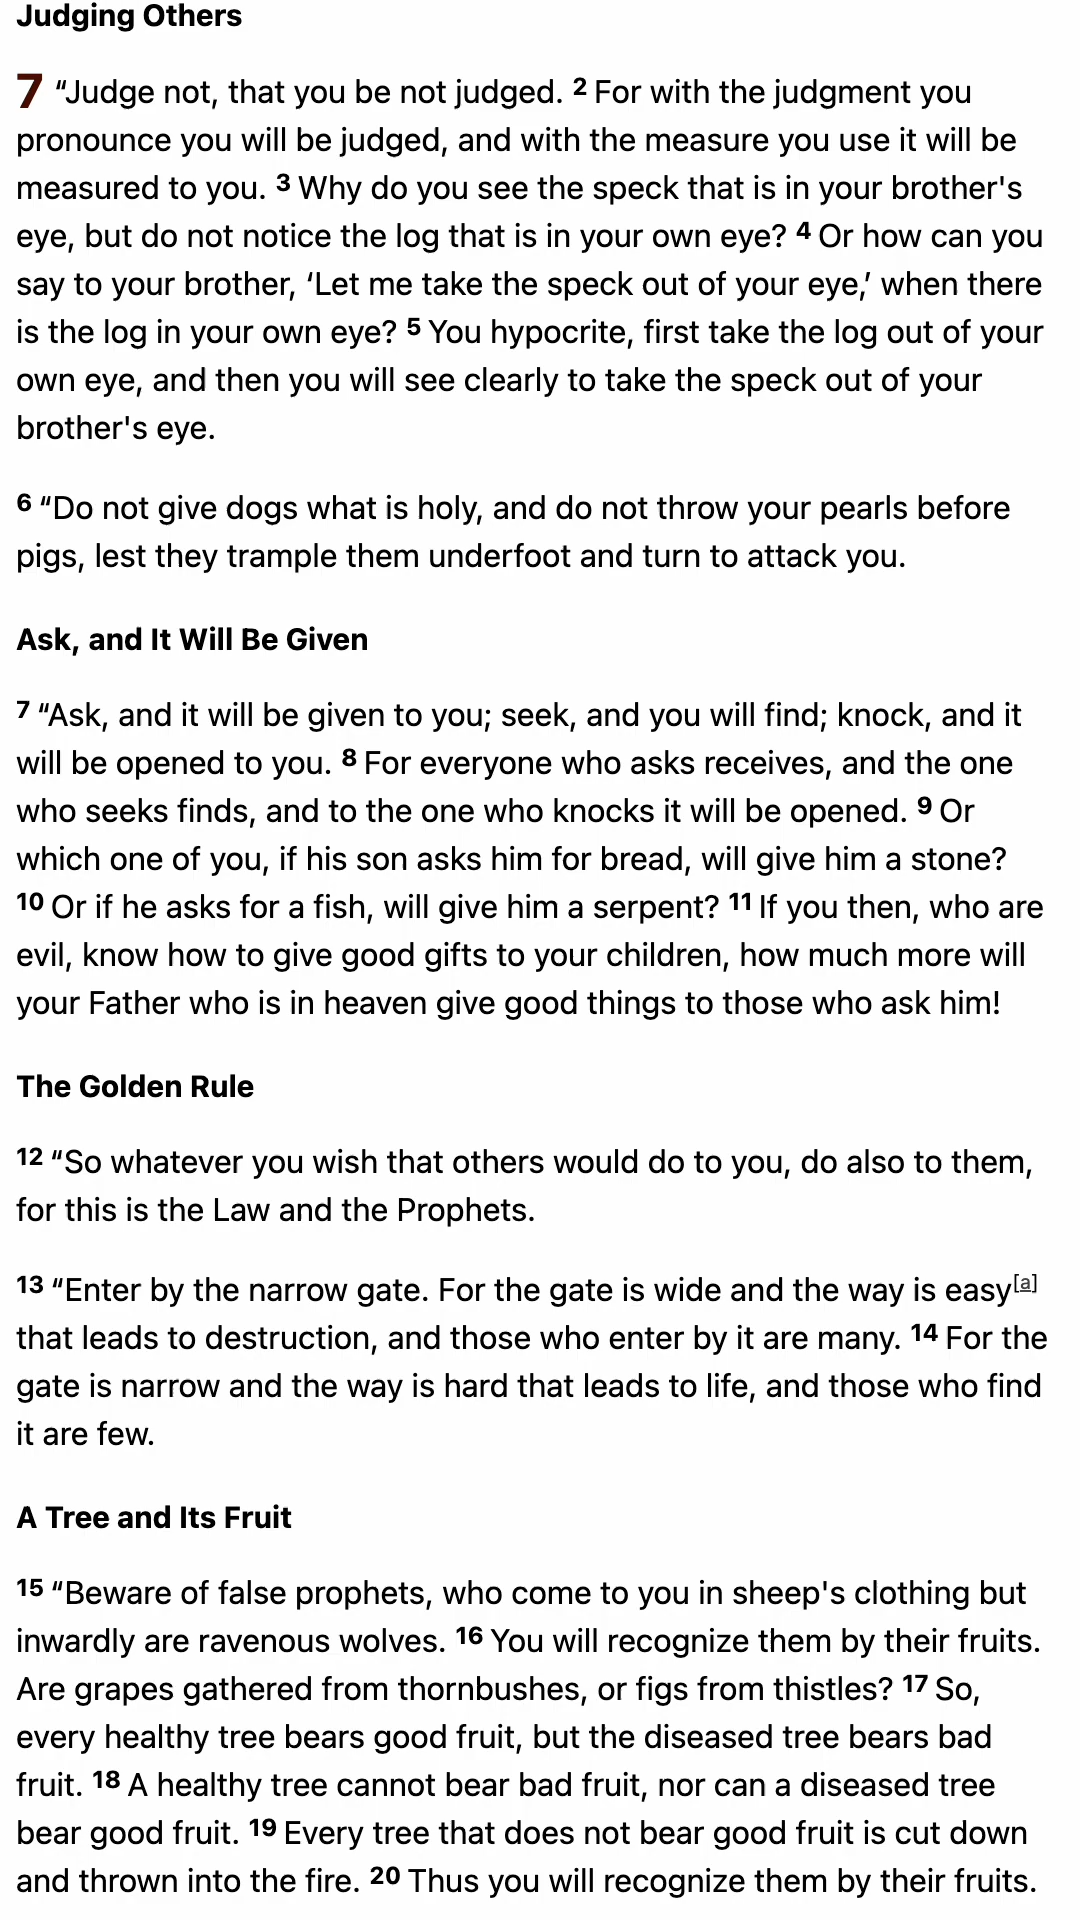 Judging Others
7 “Judge not, that you be not judged. 2 For with the judgment you
pronounce you will be judged, and with the measure you use it will be
measured to you. 3 Why do you see the speck that is in your brother's
eye, but do not notice the log that is in your own eye? 4 Or how can you
say to your brother, ‘Let me take the speck out of your eye,’ when there
is the log in your own eye? 5 You hypocrite, first take the log out of your
own eye, and then you will see clearly to take the speck out of your
brother's eye.
6 “Do not give dogs what is holy, and do not throw your pearls before
pigs, lest they trample them underfoot and turn to attack you.
Ask, and It Will Be Given
7 “Ask, and it will be given to you; seek, and you will find; knock, and it
will be opened to you. 8 For everyone who asks receives, and the one
who seeks finds, and to the one who knocks it will be opened. 9 Or
which one of you, if his son asks him for bread, will give him a stone?
10 Or if he asks for a fish, will give him a serpent? 11 If you then, who are
evil, know how to give good gifts to your children, how much more will
your Father who is in heaven give good things to those who ask him!
The Golden Rule
12 “So whatever you wish that others would do to you, do also to them,
for this is the Law and the Prophets.
13 “Enter by the narrow gate. For the gate is wide and the way is easy[a]
that leads to destruction, and those who enter by it are many. 14 For the
gate is narrow and the way is hard that leads to life, and those who find
it are few.
A Tree and Its Fruit
15 “Beware of false prophets, who come to you in sheep's clothing but
inwardly are ravenous wolves. 16 You will recognize them by their fruits.
Are grapes gathered from thornbushes, or figs from thistles? 17 So,
every healthy tree bears good fruit, but the diseased tree bears bad
fruit. 18 A healthy tree cannot bear bad fruit, nor can a diseased tree
bear good fruit. 19 Every tree that does not bear good fruit is cut down
and thrown into the fire. 20 Thus you will recognize them by their fruits.